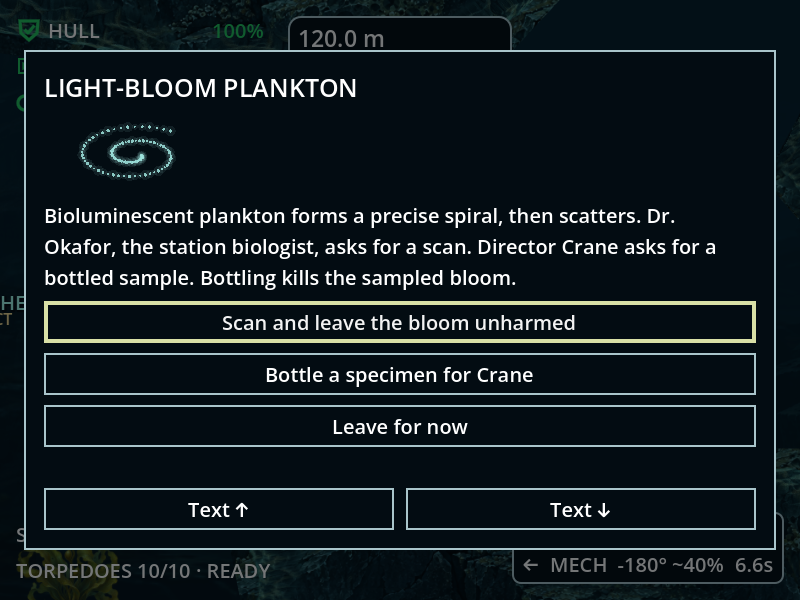 HULL 100%
120.0 m
LIGHT-BLOOM PLANKTON
Bioluminescent plankton forms a precise spiral, then scatters. Dr.
Okafor, the station biologist, asks for a scan. Director Crane asks for a
bottled sample. Bottling kills the sampled bloom.
Scan and leave the bloom unharmed
Bottle a specimen for Crane
Leave for now
Text ↑ Text ↓
TORPEDOES 10/10 · READY
← MECH -180° ~40% 6.6s